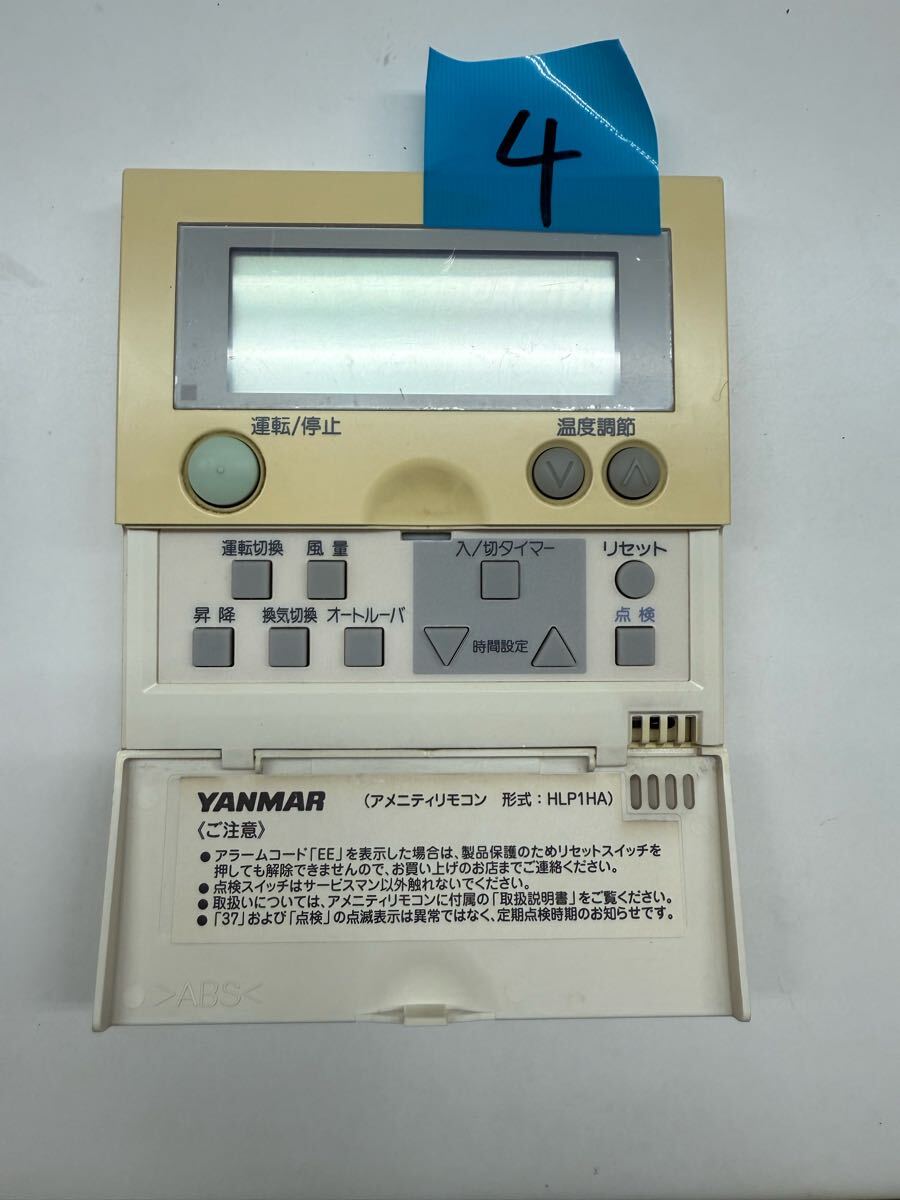 4
運転/停止 温度調節
運転切換 風量 入/切タイマー リセット
昇降 換気切換 オートルーバ 時間設定 点検
YANMAR (アメニティリモコン 形式:HLP1HA)
《ご注意》
●アラームコード「EE」を表示した場合は、製品保護のためリセットスイッチを
押しても解除できませんので、お買い上げのお店までご連絡ください。
●点検スイッチはサービスマン以外触れないでください。
●取扱いについては、アメニティリモコンに付属の「取扱説明書」をご覧ください。
●「37」および「点検」の点滅表示は異常ではなく、定期点検時期のお知らせです。
>ABS<